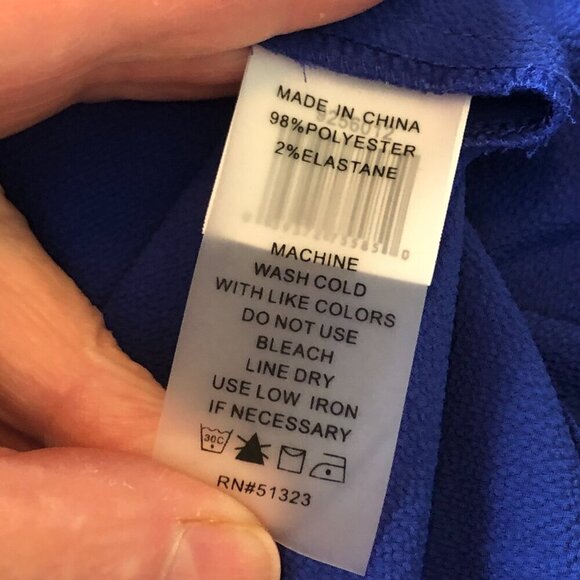 MADE IN CHINA
98%POLYESTER
2%ELASTANE
MACHINE
WASH COLD
WITH LIKE COLORS
DO NOT USE
BLEACH
LINE DRY
USE LOW IRON
IF NECESSARY
30C
RN#51323